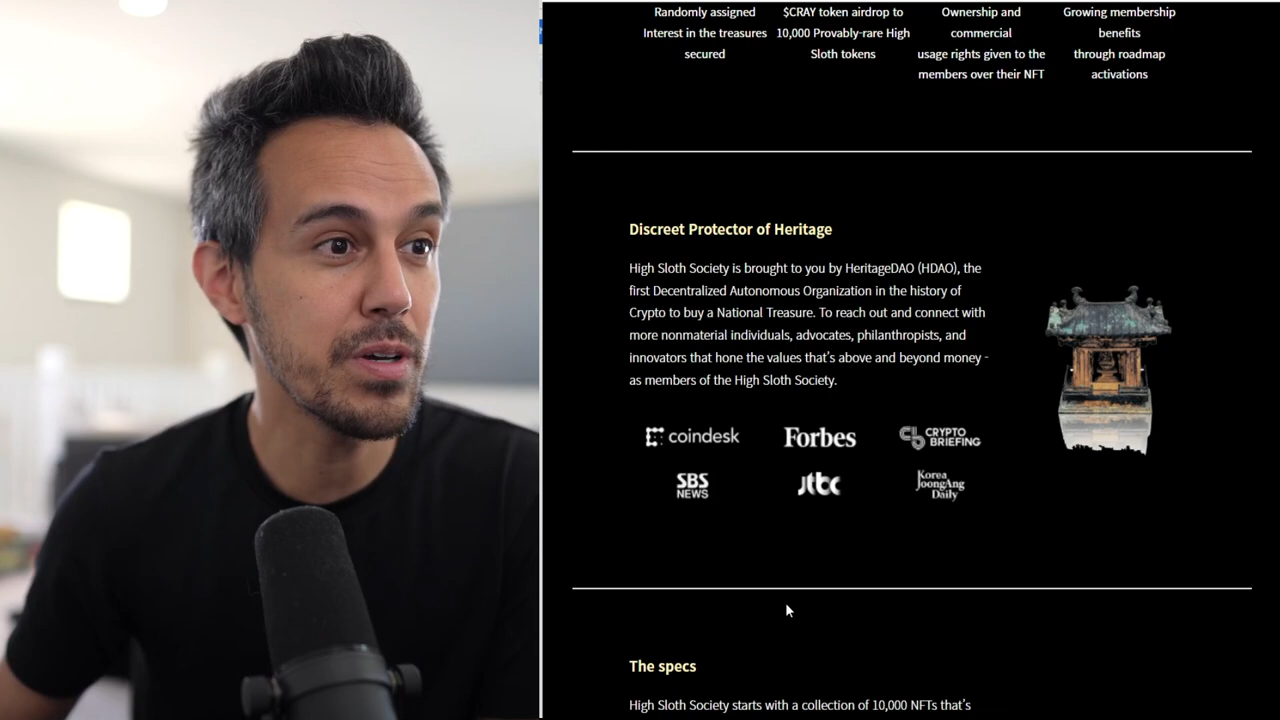 Randomly assigned
Interest in the treasures
secured
$CRAY token airdrop to
10,000 Provably-rare High
Sloth tokens
Ownership and
commercial
usage rights given to the
members over their NFT
Growing membership
benefits
through roadmap
activations
Discreet Protector of Heritage
High Sloth Society is brought to you by HeritageDAO (HDAO), the
first Decentralized Autonomous Organization in the history of
Crypto to buy a National Treasure. To reach out and connect with
more nonmaterial individuals, advocates, philanthropists, and
innovators that hone the values that's above and beyond money -
as members of the High Sloth Society.
coindesk
Forbes
CRYPTO
BRIEFING
SBS
NEWS
Jtbc
Korea
JoongAng
Daily
The specs
High Sloth Society starts with a collection of 10,000 NFTs that's